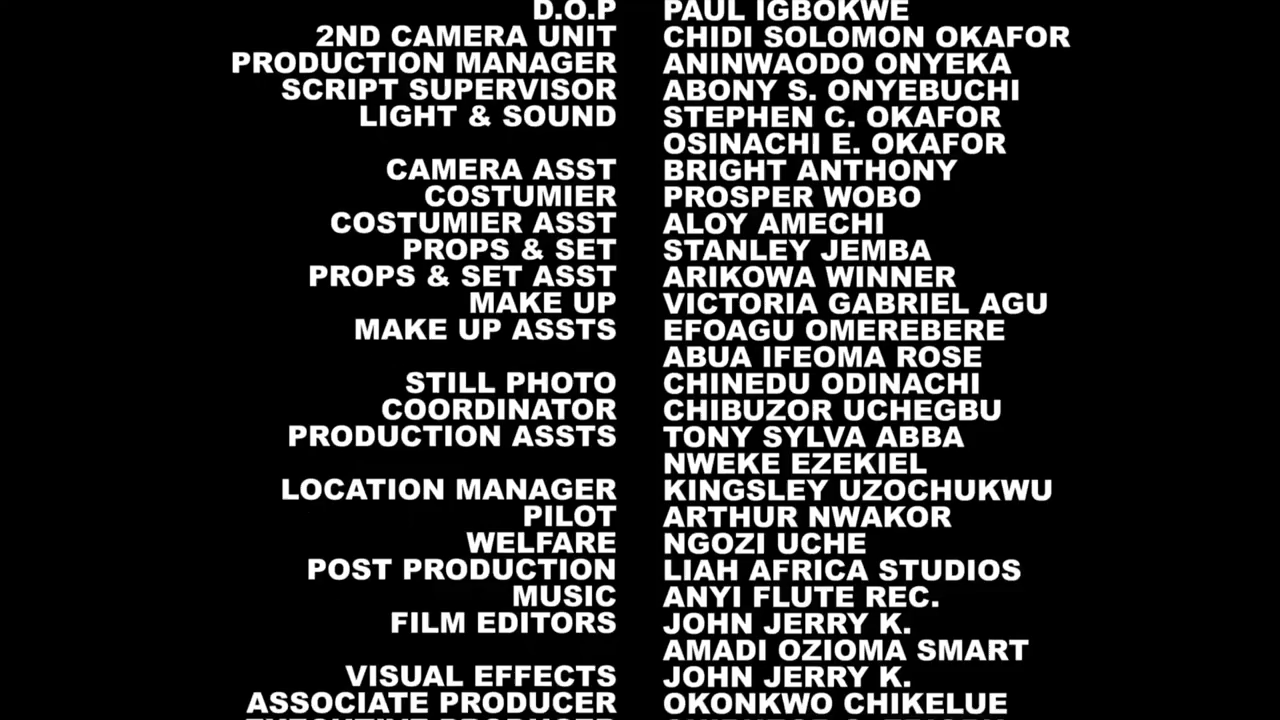 D.O.P PAUL IGBOKWE
2ND CAMERA UNIT CHIDI SOLOMON OKAFOR
PRODUCTION MANAGER ANINWAODO ONYEKA
SCRIPT SUPERVISOR ABONY S. ONYEBUCHI
LIGHT & SOUND STEPHEN C. OKAFOR
OSINACHI E. OKAFOR
CAMERA ASST BRIGHT ANTHONY
COSTUMIER PROSPER WOBO
COSTUMIER ASST ALOY AMECHI
PROPS & SET STANLEY JEMBA
PROPS & SET ASST ARIKOWA WINNER
MAKE UP VICTORIA GABRIEL AGU
MAKE UP ASSTS EFOAGU OMEREBERE
ABUA IFEOMA ROSE
STILL PHOTO CHINEDU ODINACHI
COORDINATOR CHIBUZOR UCHEGBU
PRODUCTION ASSTS TONY SYLVA ABBA
NWEKE EZEKIEL
LOCATION MANAGER KINGSLEY UZOCHUKWU
PILOT ARTHUR NWAKOR
WELFARE NGOZI UCHE
POST PRODUCTION LIAH AFRICA STUDIOS
MUSIC ANYI FLUTE REC.
FILM EDITORS JOHN JERRY K.
AMADI OZIOMA SMART
VISUAL EFFECTS JOHN JERRY K.
ASSOCIATE PRODUCER OKONKWO CHIKELUE
EXECUTIVE PRODUCER